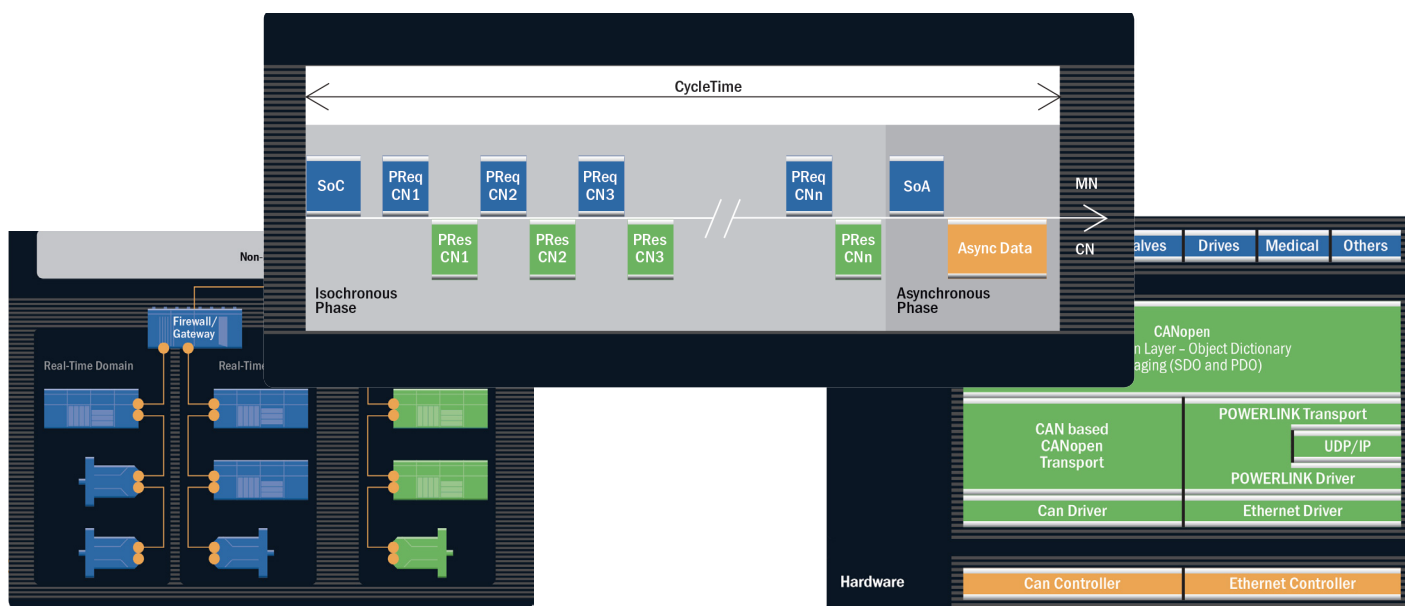 CycleTime
SoC
PReq
CN1
PReq
CN2
PReq
CN3
PReq
CNn
SoA
MN
PRes
CN1
PRes
CN2
PRes
CN3
PRes
CNn
Async Data
CN
Isochronous
Phase
Asynchronous
Phase
Non-
Firewall/
Gateway
Real-Time Domain
Real-Time
alves
Drives
Medical
Others
CANopen
n Layer – Object Dictionary
aging (SDO and PDO)
CAN based
CANopen
Transport
POWERLINK Transport
UDP/IP
POWERLINK Driver
Can Driver
Ethernet Driver
Hardware
Can Controller
Ethernet Controller